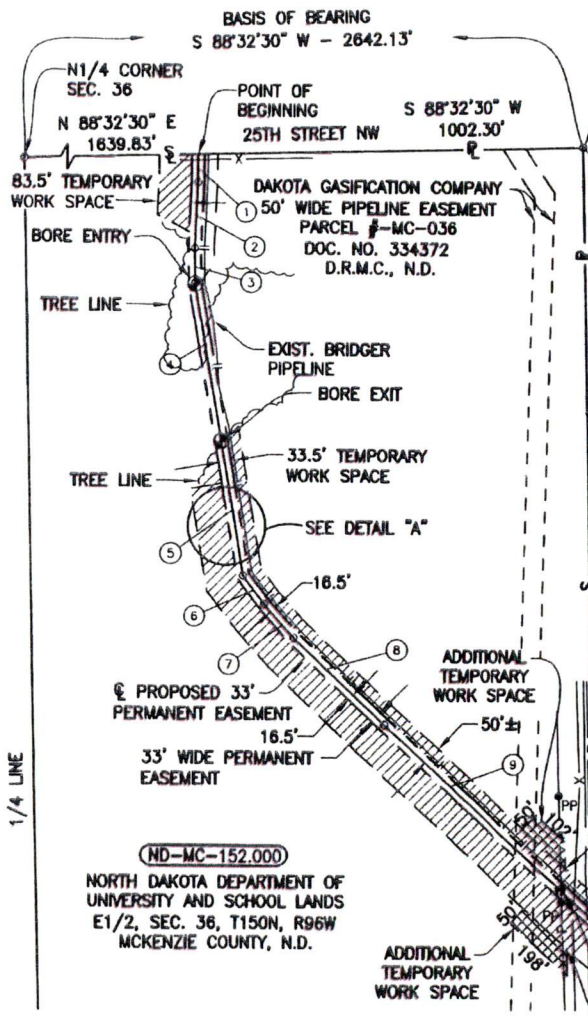 BASIS OF BEARING
S 88°32'30" W - 2642.13'
N1/4 CORNER
SEC. 36
POINT OF
BEGINNING
N 88°32'30" E
1639.83'
25TH STREET NW
S 88°32'30" W
1002.30'
83.5' TEMPORARY
WORK SPACE
DAKOTA GASIFICATION COMPANY
50' WIDE PIPELINE EASEMENT
PARCEL #-MC-036
DOC. NO. 334372
D.R.M.C., N.D.
1
2
BORE ENTRY
3
TREE LINE
4
EXIST. BRIDGER
PIPELINE
BORE EXIT
33.5' TEMPORARY
WORK SPACE
TREE LINE
SEE DETAIL "A"
5
16.5'
6
7
8
℄ PROPOSED 33'
PERMANENT EASEMENT
ADDITIONAL
TEMPORARY
WORK SPACE
16.5'
50'±
33' WIDE PERMANENT
EASEMENT
9
1/4 LINE
PP
50'
102'
ND-MC-152.000
NORTH DAKOTA DEPARTMENT OF
UNIVERSITY AND SCHOOL LANDS
E1/2, SEC. 36, T150N, R96W
MCKENZIE COUNTY, N.D.
PP
50'
198'
ADDITIONAL
TEMPORARY
WORK SPACE